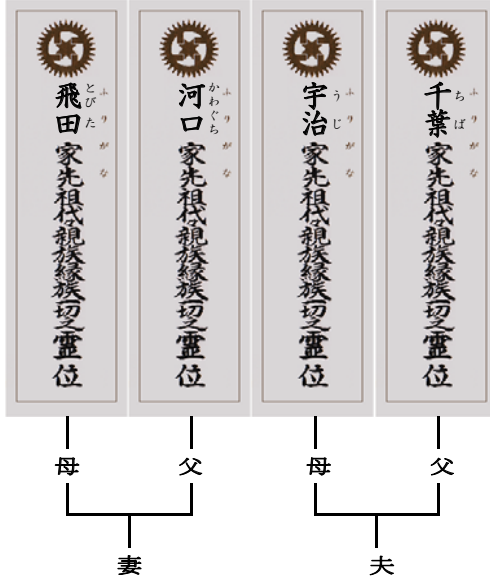 千葉家先祖代々親族縁族一切之霊位
ちば
ふりがな
宇治家先祖代々親族縁族一切之霊位
うじ
ふりがな
河口家先祖代々親族縁族一切之霊位
かわぐち
ふりがな
飛田家先祖代々親族縁族一切之霊位
とびた
ふりがな
父
母
父
母
夫
妻